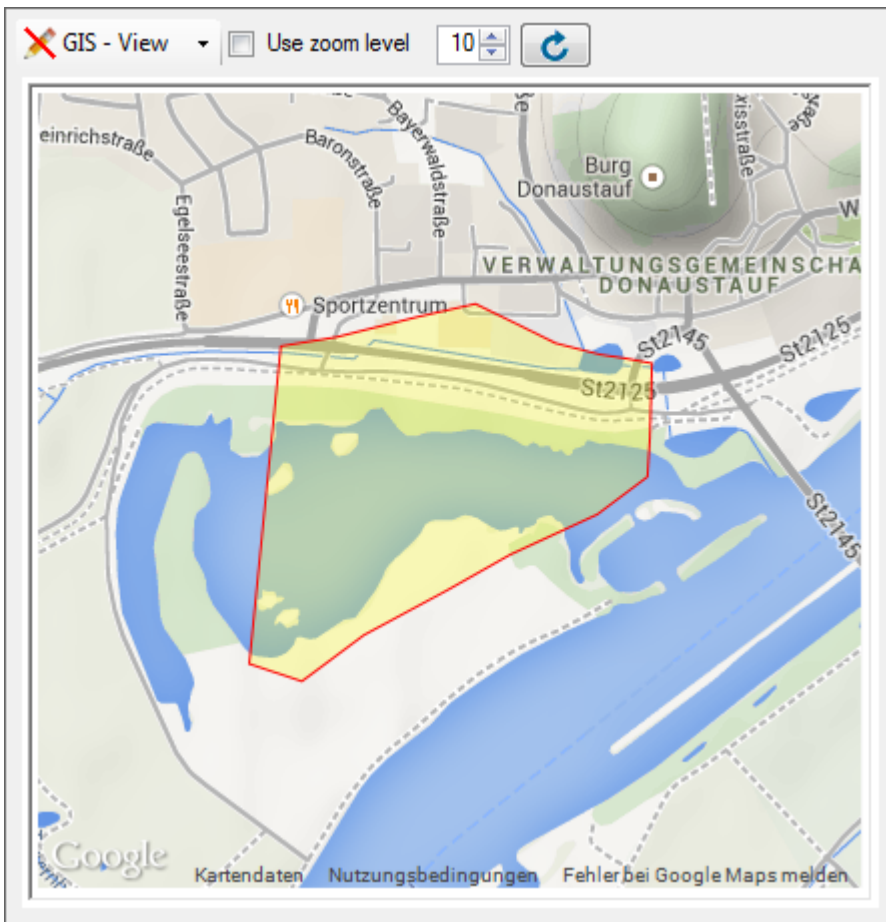 GIS - View
Use zoom level
10
einrichstraße
Baronstraße
Bayerwaldstraße
Egelseestraße
Burg
Donaustauf
VERWALTUNGSGEMEINSCHA
DONAUSTAUF
Sportzentrum
St2145
St2125
St2125
St2145
Google
Kartendaten
Nutzungsbedingungen
Fehler bei Google Maps melden